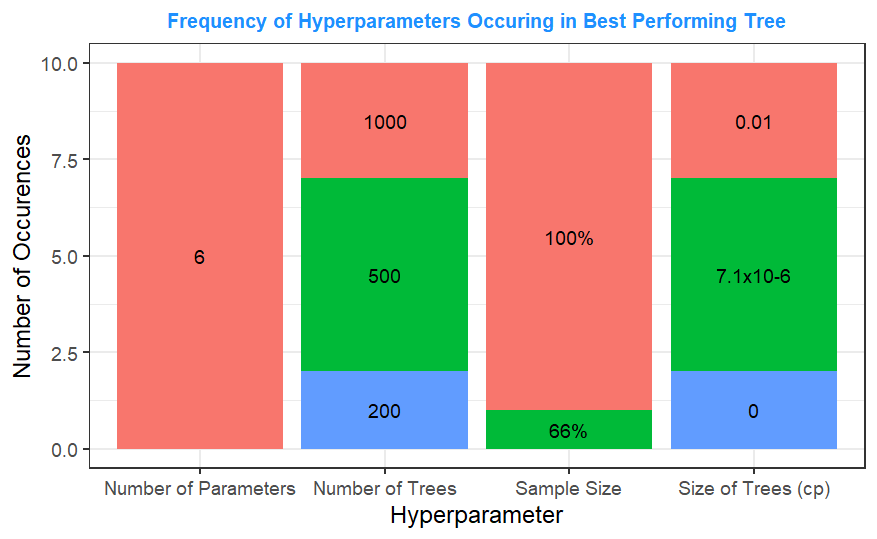 Frequency of Hyperparameters Occuring in Best Performing Tree
Number of Occurences
10.0
7.5
5.0
2.5
0.0
6
1000
500
200
100%
66%
0.01
7.1x10-6
0
Number of Parameters
Number of Trees
Sample Size
Size of Trees (cp)
Hyperparameter